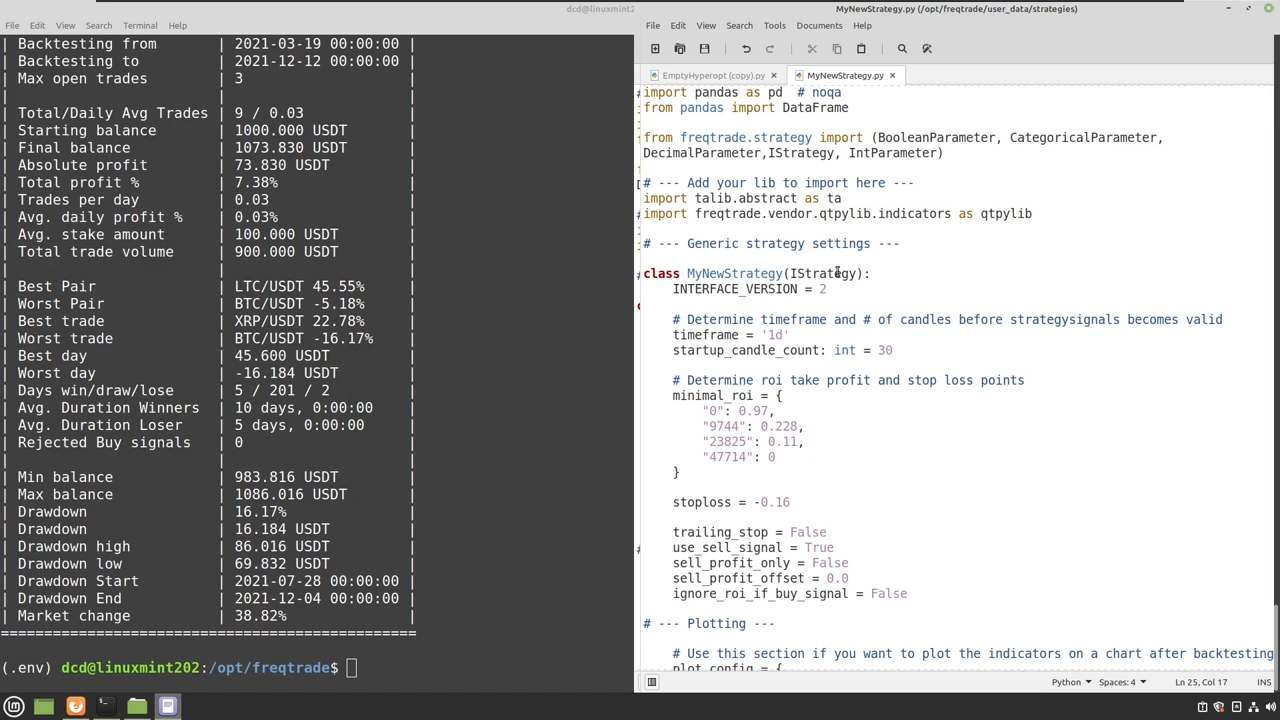 dcd@linuxmint2
MyNewStrategy.py (/opt/freqtrade/user_data/strategies)
File Edit View Search Terminal Help
File Edit View Search Tools Documents Help
EmptyHyperopt (copy).py
MyNewStrategy.py
| Backtesting from | 2021-03-19 00:00:00 |
| Backtesting to | 2021-12-12 00:00:00 |
| Max open trades | 3 |
| | |
| Total/Daily Avg Trades | 9 / 0.03 |
| Starting balance | 1000.000 USDT |
| Final balance | 1073.830 USDT |
| Absolute profit | 73.830 USDT |
| Total profit % | 7.38% |
| Trades per day | 0.03 |
| Avg. daily profit % | 0.03% |
| Avg. stake amount | 100.000 USDT |
| Total trade volume | 900.000 USDT |
| | |
| Best Pair | LTC/USDT 45.55% |
| Worst Pair | BTC/USDT -5.18% |
| Best trade | XRP/USDT 22.78% |
| Worst trade | BTC/USDT -16.17% |
| Best day | 45.600 USDT |
| Worst day | -16.184 USDT |
| Days win/draw/lose | 5 / 201 / 2 |
| Avg. Duration Winners | 10 days, 0:00:00 |
| Avg. Duration Loser | 5 days, 0:00:00 |
| Rejected Buy signals | 0 |
| | |
| Min balance | 983.816 USDT |
| Max balance | 1086.016 USDT |
| Drawdown | 16.17% |
| Drawdown | 16.184 USDT |
| Drawdown high | 86.016 USDT |
| Drawdown low | 69.832 USDT |
| Drawdown Start | 2021-07-28 00:00:00 |
| Drawdown End | 2021-12-04 00:00:00 |
| Market change | 38.82% |
=====================================================
(.env) dcd@linuxmint202:/opt/freqtrade$
import pandas as pd # noqa
from pandas import DataFrame
from freqtrade.strategy import (BooleanParameter, CategoricalParameter,
DecimalParameter,IStrategy, IntParameter)
# --- Add your lib to import here ---
import talib.abstract as ta
import freqtrade.vendor.qtpylib.indicators as qtpylib
# --- Generic strategy settings ---
class MyNewStrategy(IStrategy):
INTERFACE_VERSION = 2
# Determine timeframe and # of candles before strategysignals becomes valid
timeframe = '1d'
startup_candle_count: int = 30
# Determine roi take profit and stop loss points
minimal_roi = {
"0": 0.97,
"9744": 0.228,
"23825": 0.11,
"47714": 0
}
stoploss = -0.16
trailing_stop = False
use_sell_signal = True
sell_profit_only = False
sell_profit_offset = 0.0
ignore_roi_if_buy_signal = False
# --- Plotting ---
# Use this section if you want to plot the indicators on a chart after backtesting
plot_config = {
Python Spaces: 4 Ln 25, Col 17 INS